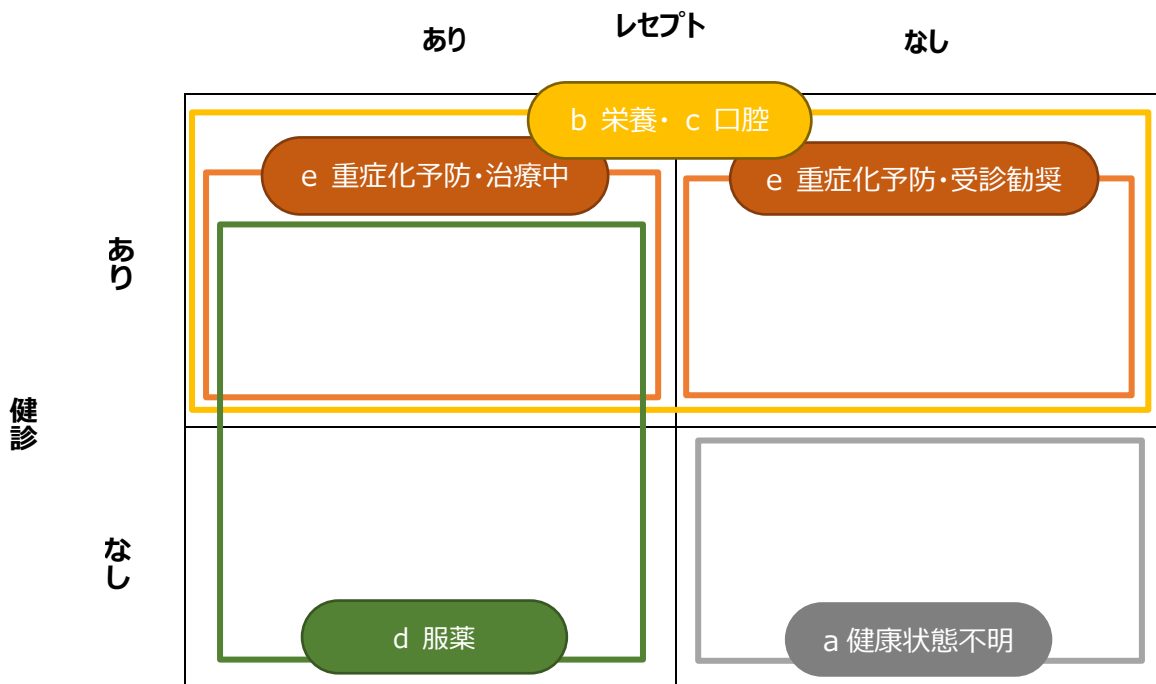 レセプト
あり
なし
b 栄養・ c 口腔
e 重症化予防・治療中
e 重症化予防・受診勧奨
あり
健診
なし
d 服薬
a 健康状態不明